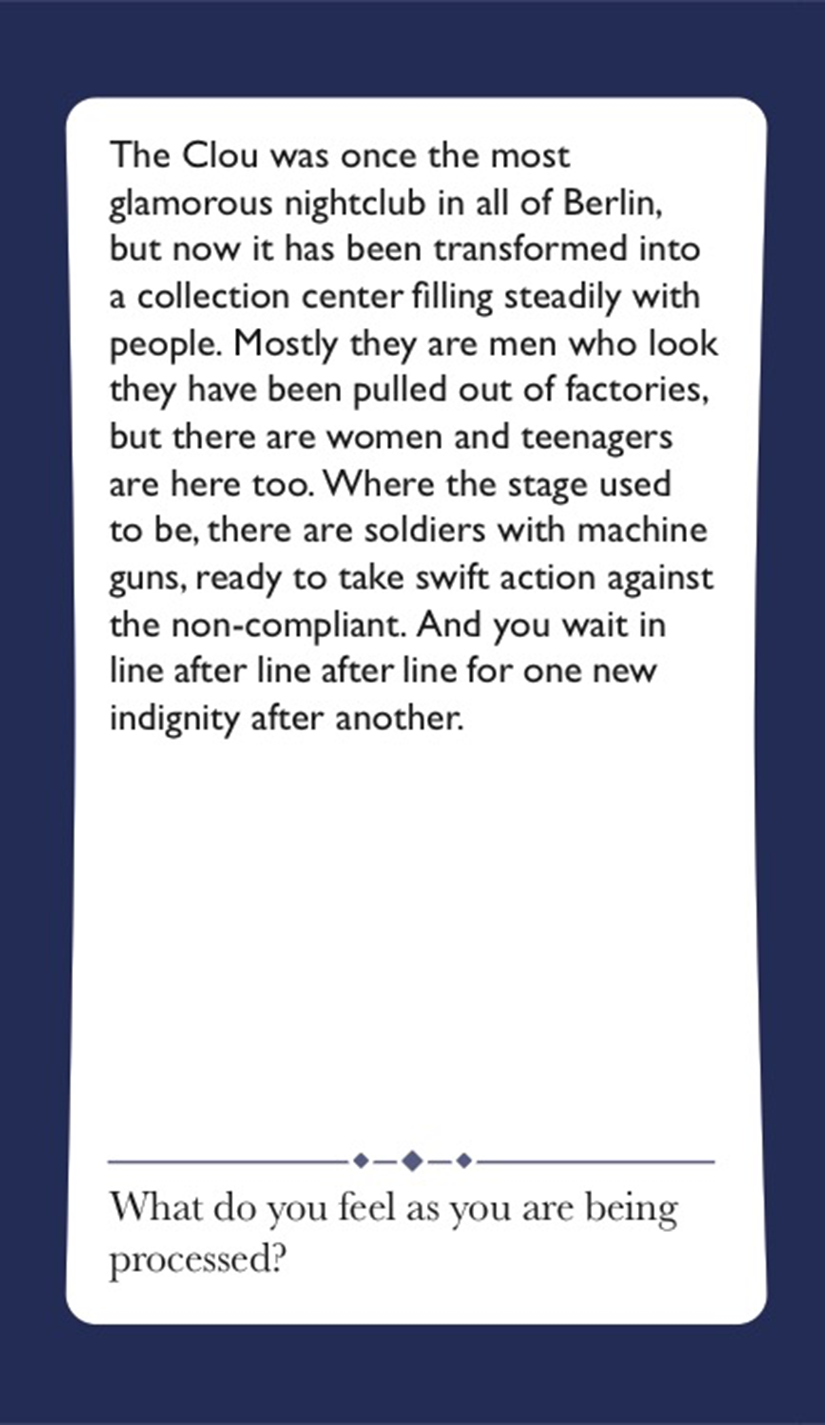 The Clou was once the most
glamorous nightclub in all of Berlin,
but now it has been transformed into
a collection center filling steadily with
people. Mostly they are men who look
they have been pulled out of factories,
but there are women and teenagers
are here too. Where the stage used
to be, there are soldiers with machine
guns, ready to take swift action against
the non-compliant. And you wait in
line after line after line for one new
indignity after another.
What do you feel as you are being
processed?